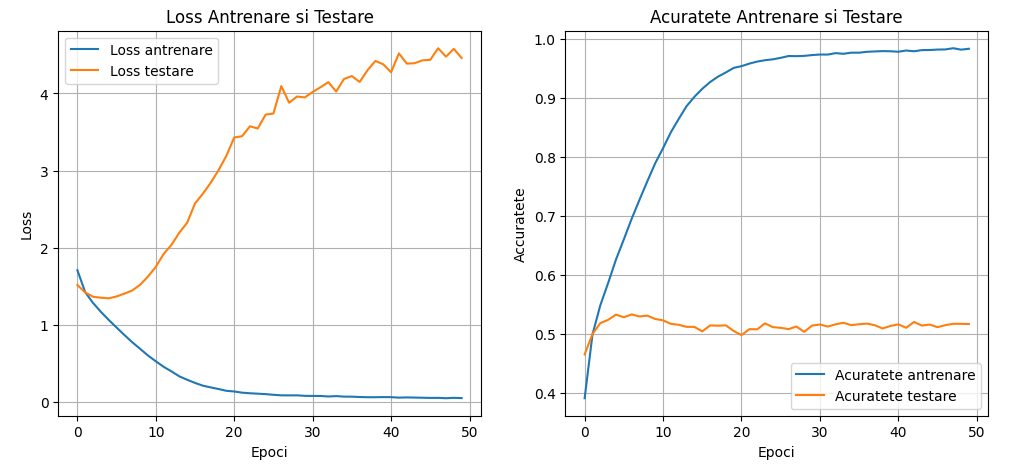 Loss Antrenare si Testare
Loss antrenare
Loss testare
4
3
2
1
0
Loss
0 10 20 30 40 50
Epoci
Acuratete Antrenare si Testare
1.0
0.9
0.8
0.7
0.6
0.5
0.4
Accuratete
Acuratete antrenare
Acuratete testare
0 10 20 30 40 50
Epoci